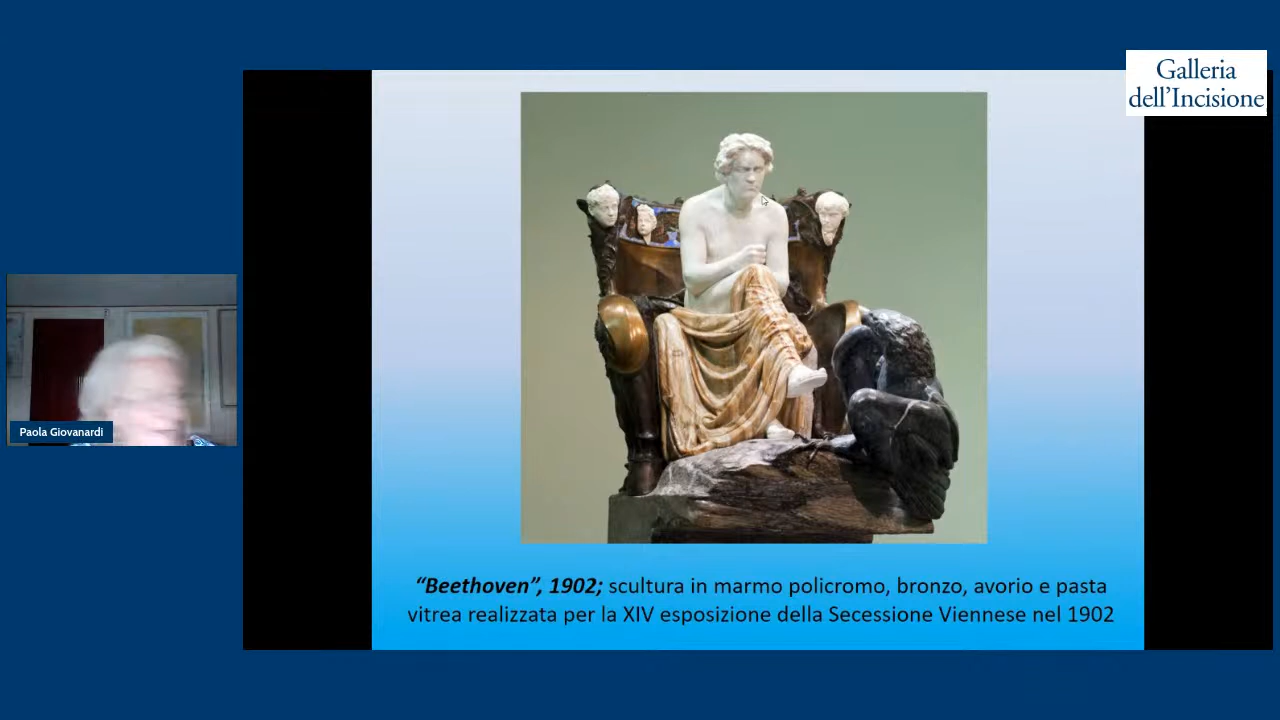 Galleria
dell'Incisione
Paola Giovanardi
“Beethoven”, 1902; scultura in marmo policromo, bronzo, avorio e pasta
vitrea realizzata per la XIV esposizione della Secessione Viennese nel 1902